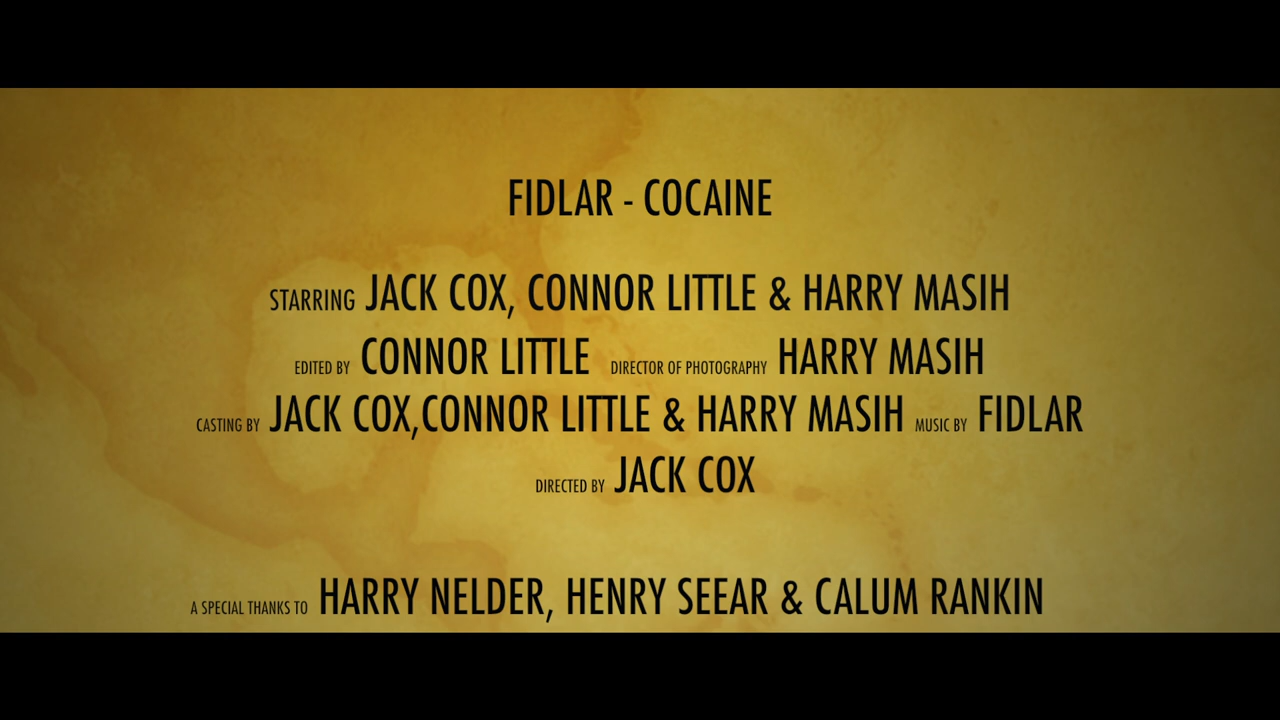 FIDLAR - COCAINE
STARRING JACK COX, CONNOR LITTLE & HARRY MASIH
EDITED BY CONNOR LITTLE DIRECTOR OF PHOTOGRAPHY HARRY MASIH
CASTING BY JACK COX,CONNOR LITTLE & HARRY MASIH MUSIC BY FIDLAR
DIRECTED BY JACK COX
A SPECIAL THANKS TO HARRY NELDER, HENRY SEEAR & CALUM RANKIN